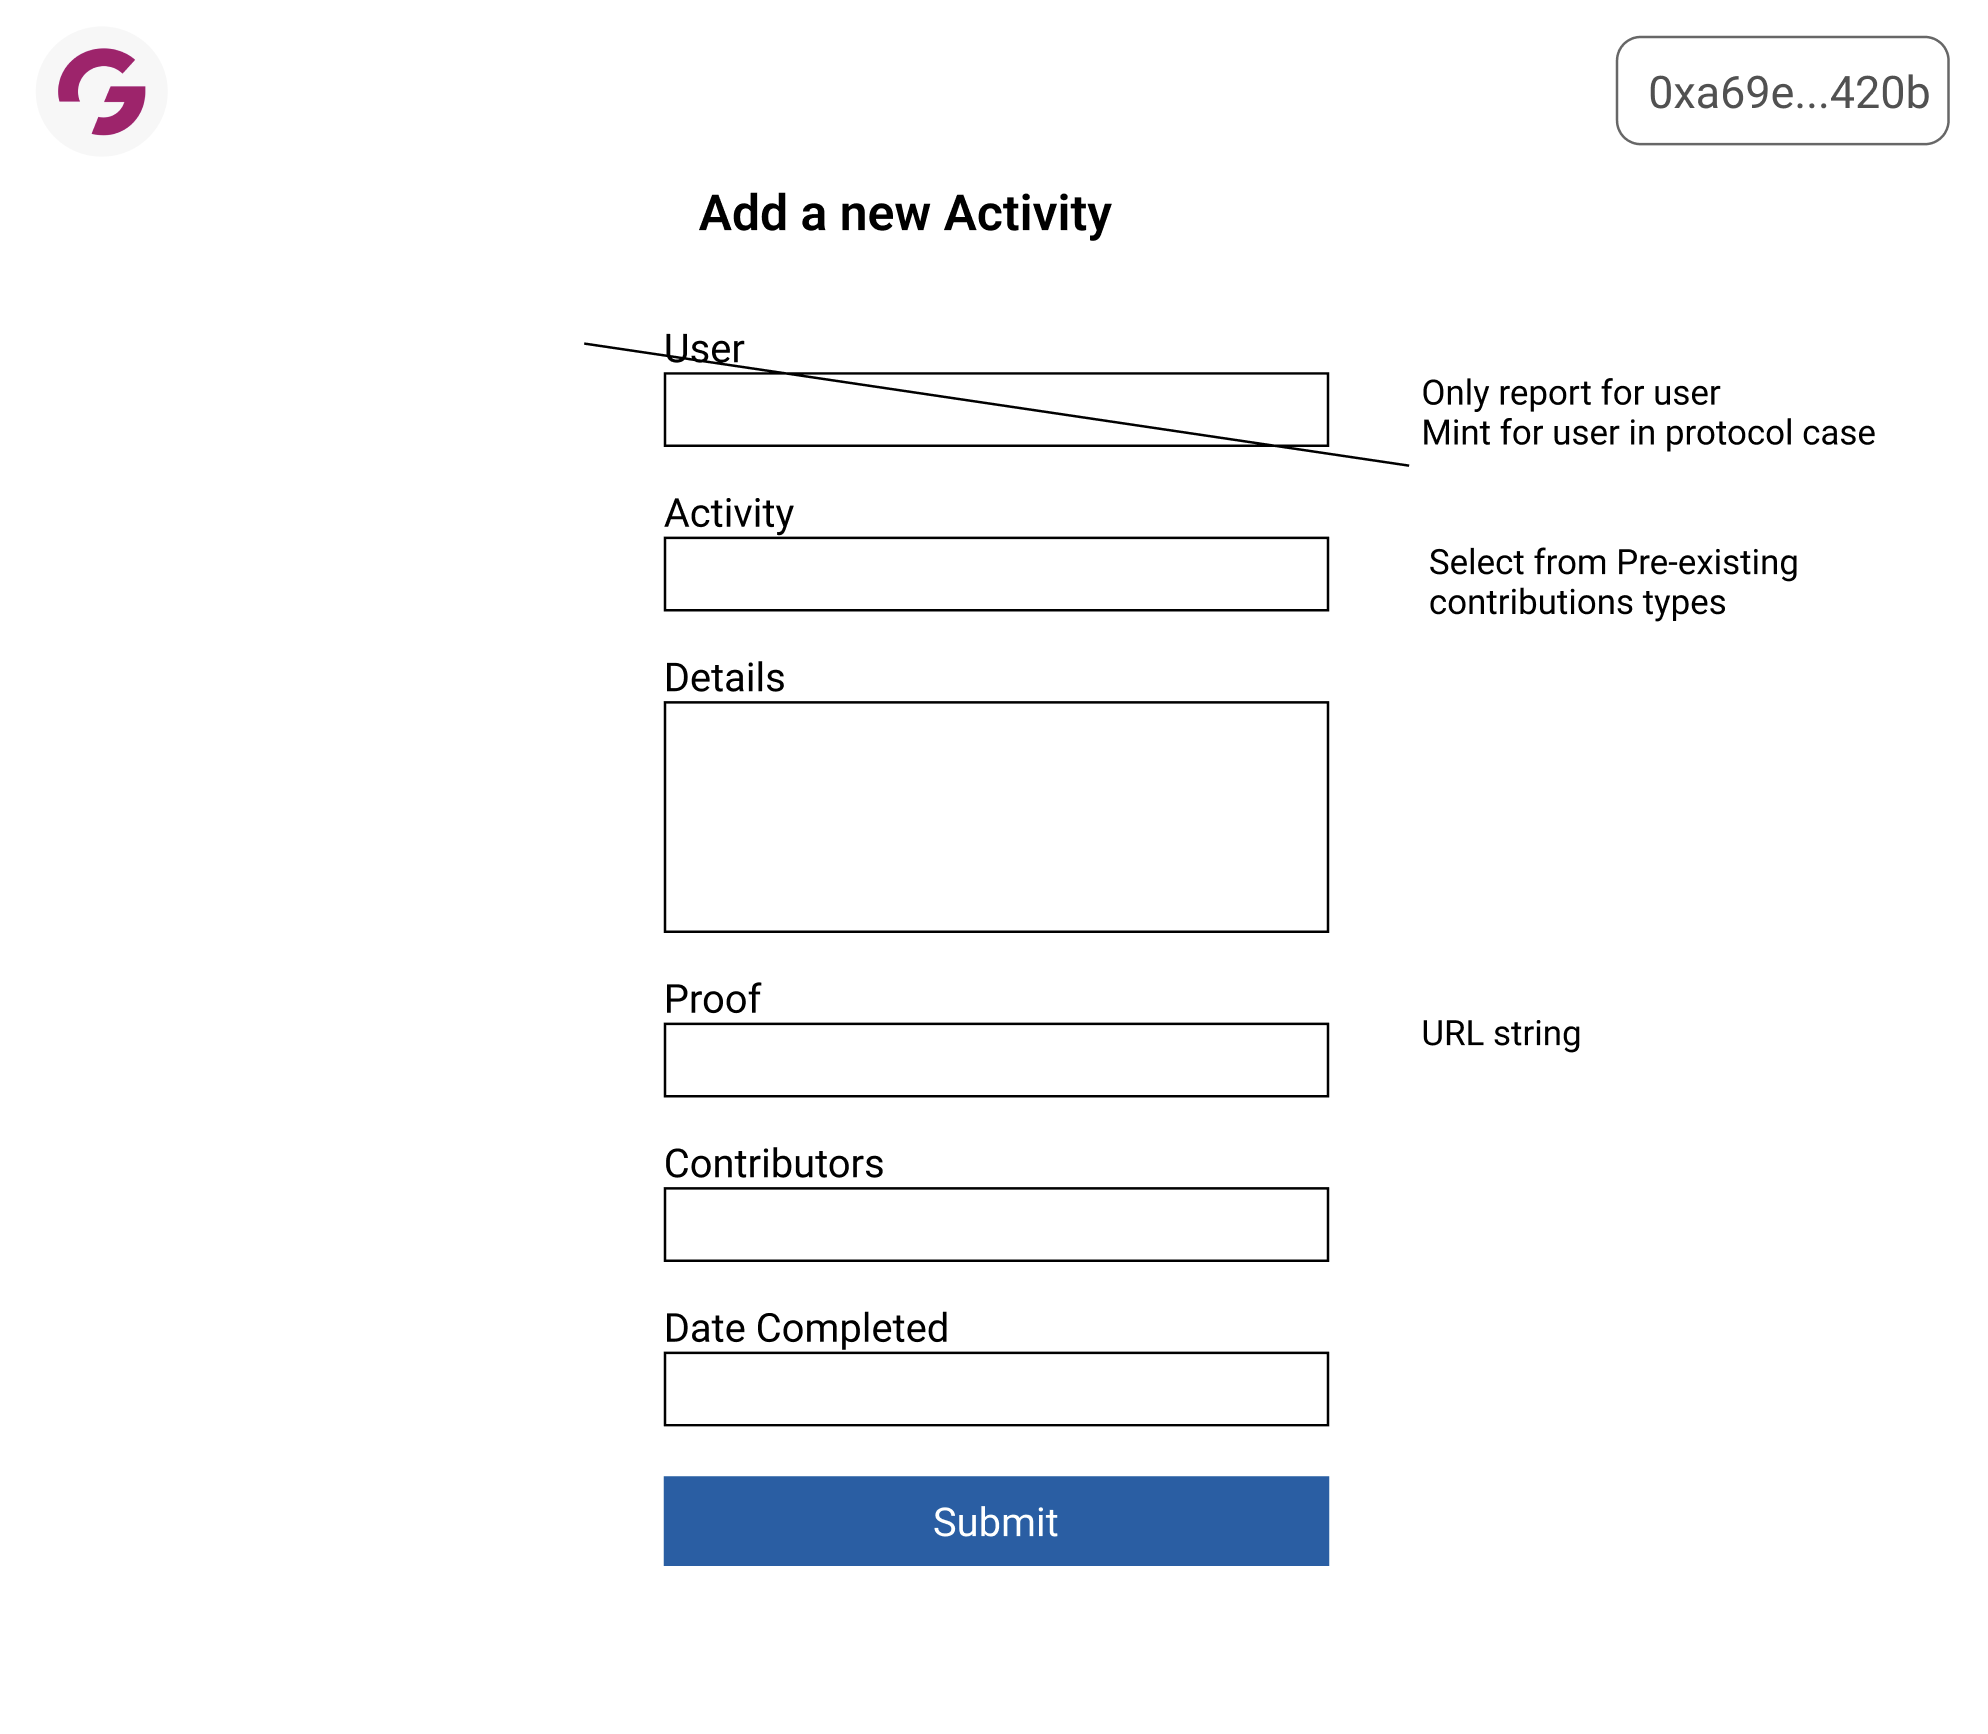 0xa69e...420b
Add a new Activity
User
Only report for user
Mint for user in protocol case
Activity
Select from Pre-existing
contributions types
Details
Proof
URL string
Contributors
Date Completed
Submit